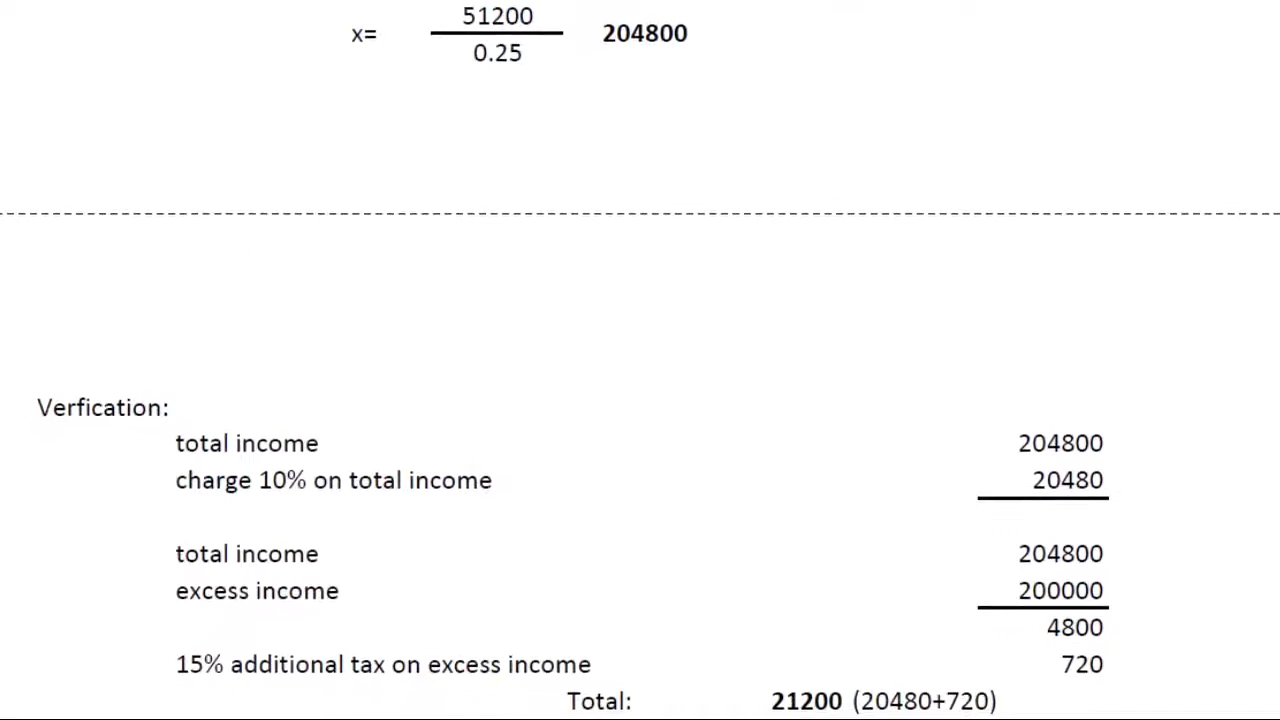 51200
x= 204800
0.25
Verfication:
total income 204800
charge 10% on total income 20480
total income 204800
excess income 200000
4800
15% additional tax on excess income 720
Total: 21200 (20480+720)